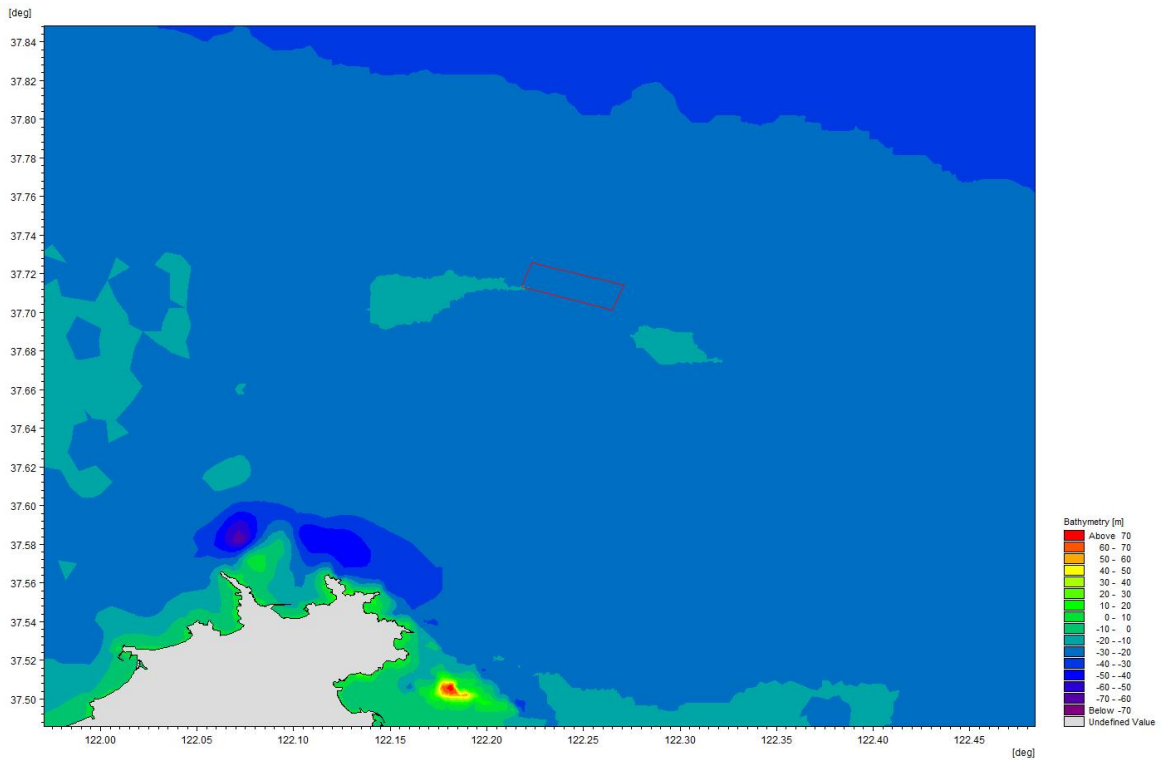 [deg]
37.84
37.82
37.80
37.78
37.76
37.74
37.72
37.70
37.68
37.66
37.64
37.62
37.60
37.58
37.56
37.54
37.52
37.50
122.00 122.05 122.10 122.15 122.20 122.25 122.30 122.35 122.40 122.45
[deg]
Bathymetry [m]
Above 70
60 - 70
50 - 60
40 - 50
30 - 40
20 - 30
10 - 20
0 - 10
-10 - 0
-20 - -10
-30 - -20
-40 - -30
-50 - -40
-60 - -50
-70 - -60
Below -70
Undefined Value